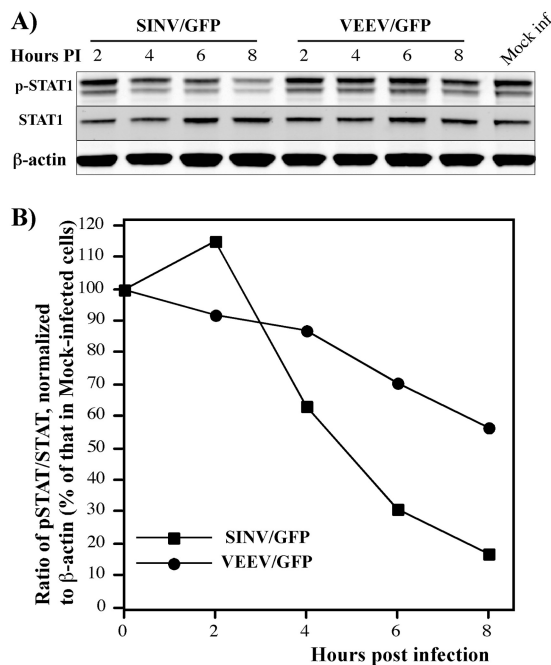 A)
SINV/GFP VEEV/GFP
Hours PI 2 4 6 8 2 4 6 8 Mock inf
p-STAT1
STAT1
β-actin
B)
Ratio of pSTAT/STAT, normalized
to β-actin (% of that in Mock-infected cells)
120
110
100
90
80
70
60
50
40
30
20
10
0
SINV/GFP
VEEV/GFP
0 2 4 6 8
Hours post infection